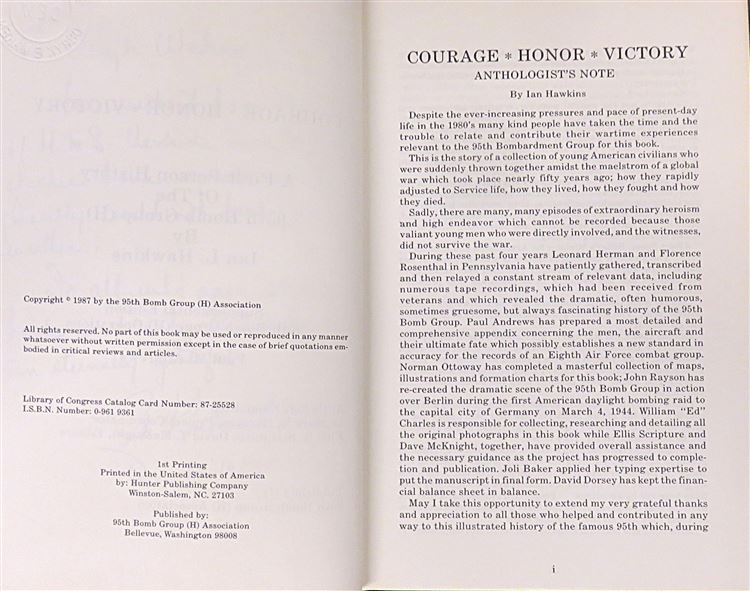 Copyright © 1987 by the 95th Bomb Group (H) Association
All rights reserved. No part of this book may be used or reproduced in any manner
whatsoever without written permission except in the case of brief quotations em-
bodied in critical reviews and articles.
Library of Congress Catalog Card Number: 87-25528
I.S.B.N. Number: 0-961 9361
1st Printing
Printed in the United States of America
by: Hunter Publishing Company
Winston-Salem, NC. 27103
Published by:
95th Bomb Group (H) Association
Bellevue, Washington 98008
COURAGE * HONOR * VICTORY
ANTHOLOGIST'S NOTE
By Ian Hawkins
Despite the ever-increasing pressures and pace of present-day
life in the 1980's many kind people have taken the time and the
trouble to relate and contribute their wartime experiences
relevant to the 95th Bombardment Group for this book.
This is the story of a collection of young American civilians who
were suddenly thrown together amidst the maelstrom of a global
war which took place nearly fifty years ago; how they rapidly
adjusted to Service life, how they lived, how they fought and how
they died.
Sadly, there are many, many episodes of extraordinary heroism
and high endeavor which cannot be recorded because those
valiant young men who were directly involved, and the witnesses,
did not survive the war.
During these past four years Leonard Herman and Florence
Rosenthal in Pennsylvania have patiently gathered, transcribed
and then relayed a constant stream of relevant data, including
numerous tape recordings, which had been received from
veterans and which revealed the dramatic, often humorous,
sometimes gruesome, but always fascinating history of the 95th
Bomb Group. Paul Andrews has prepared a most detailed and
comprehensive appendix concerning the men, the aircraft and
their ultimate fate which possibly establishes a new standard in
accuracy for the records of an Eighth Air Force combat group.
Norman Ottoway has completed a masterful collection of maps,
illustrations and formation charts for this book; John Rayson has
re-created the dramatic scene of the 95th Bomb Group in action
over Berlin during the first American daylight bombing raid to
the capital city of Germany on March 4, 1944. William "Ed"
Charles is responsible for collecting, researching and detailing all
the original photographs in this book while Ellis Scripture and
Dave McKnight, together, have provided overall assistance and
the necessary guidance as the project has progressed to comple-
tion and publication. Joli Baker applied her typing expertise to
put the manuscript in final form. David Dorsey has kept the finan-
cial balance sheet in balance.
May I take this opportunity to extend my very grateful thanks
and appreciation to all those who helped and contributed in any
way to this illustrated history of the famous 95th which, during
i